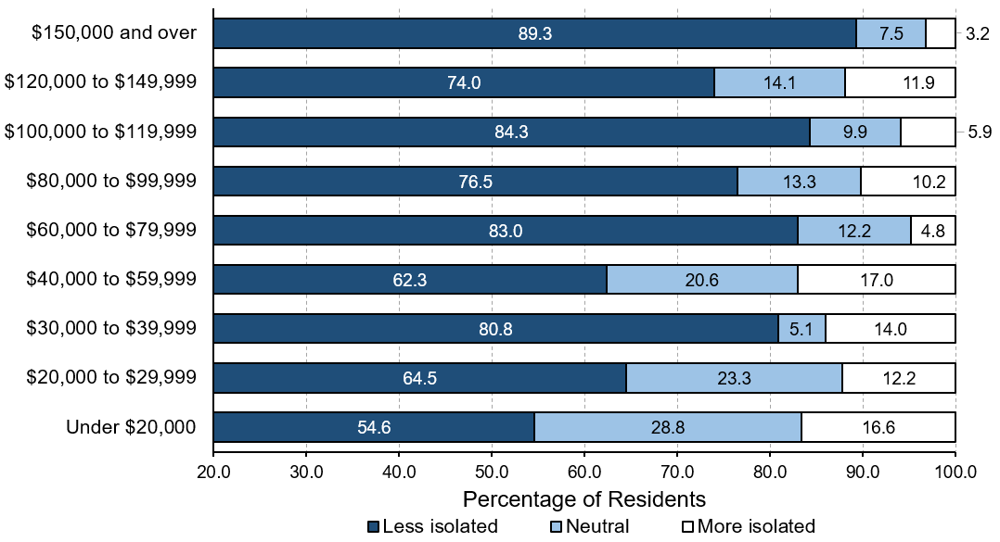 $150,000 and over 89.3 7.5 3.2
$120,000 to $149,999 74.0 14.1 11.9
$100,000 to $119,999 84.3 9.9 5.9
$80,000 to $99,999 76.5 13.3 10.2
$60,000 to $79,999 83.0 12.2 4.8
$40,000 to $59,999 62.3 20.6 17.0
$30,000 to $39,999 80.8 5.1 14.0
$20,000 to $29,999 64.5 23.3 12.2
Under $20,000 54.6 28.8 16.6
20.0 30.0 40.0 50.0 60.0 70.0 80.0 90.0 100.0
Percentage of Residents
Less isolated Neutral More isolated